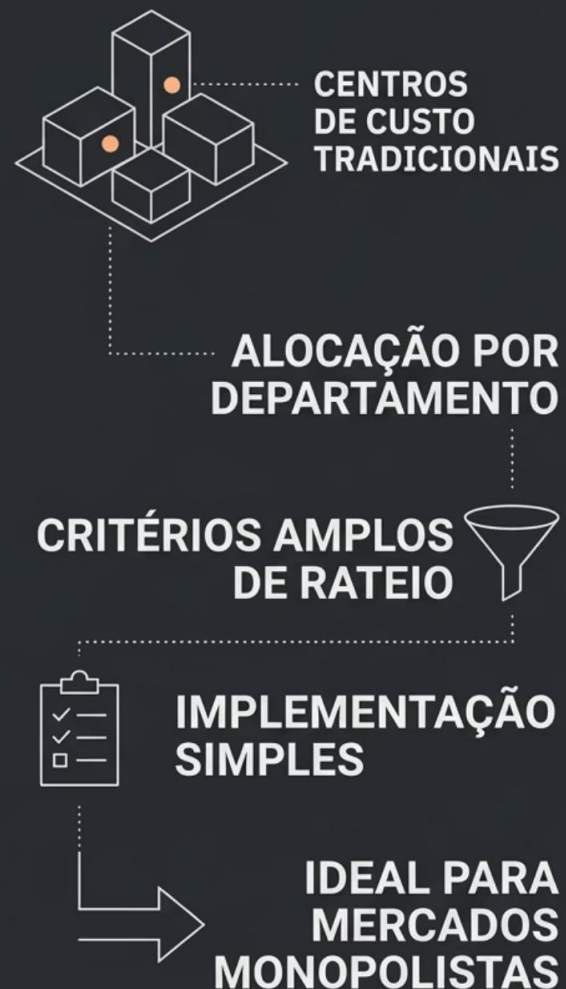 CENTROS
DE CUSTO
TRADICIONAIS
ALOCAÇÃO POR
DEPARTAMENTO
CRITÉRIOS AMPLOS
DE RATEIO
IMPLEMENTAÇÃO
SIMPLES
IDEAL PARA
MERCADOS
MONOPOLISTAS